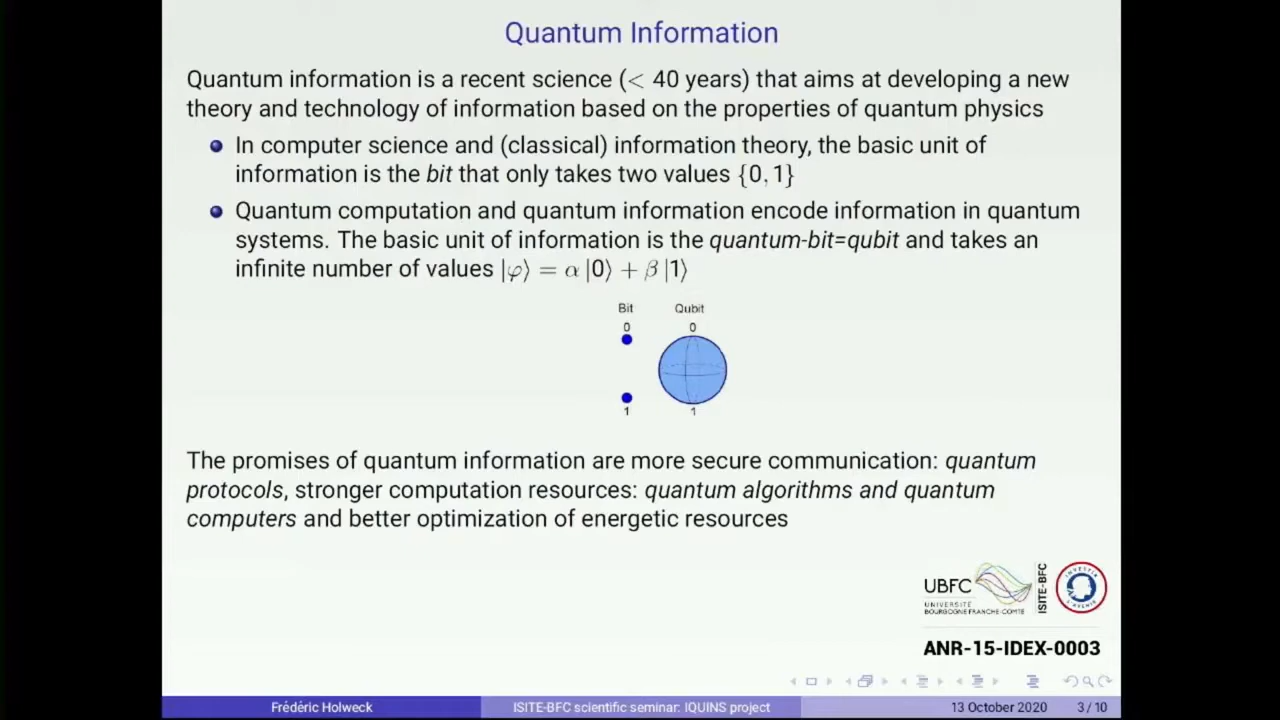 Quantum Information
Quantum information is a recent science (< 40 years) that aims at developing a new
theory and technology of information based on the properties of quantum physics
In computer science and (classical) information theory, the basic unit of
information is the bit that only takes two values {0, 1}
Quantum computation and quantum information encode information in quantum
systems. The basic unit of information is the quantum-bit=qubit and takes an
infinite number of values |φ⟩ = α |0⟩ + β |1⟩
Bit Qubit
0 0
1 1
The promises of quantum information are more secure communication: quantum
protocols, stronger computation resources: quantum algorithms and quantum
computers and better optimization of energetic resources
UBFC
UNIVERSITÉ
BOURGOGNE FRANCHE-COMTÉ
ISITE-BFC
INVESTIR
L'AVENIR
ANR-15-IDEX-0003
Frédéric Holweck ISITE-BFC scientific seminar: IQUINS project 13 October 2020 3 / 10